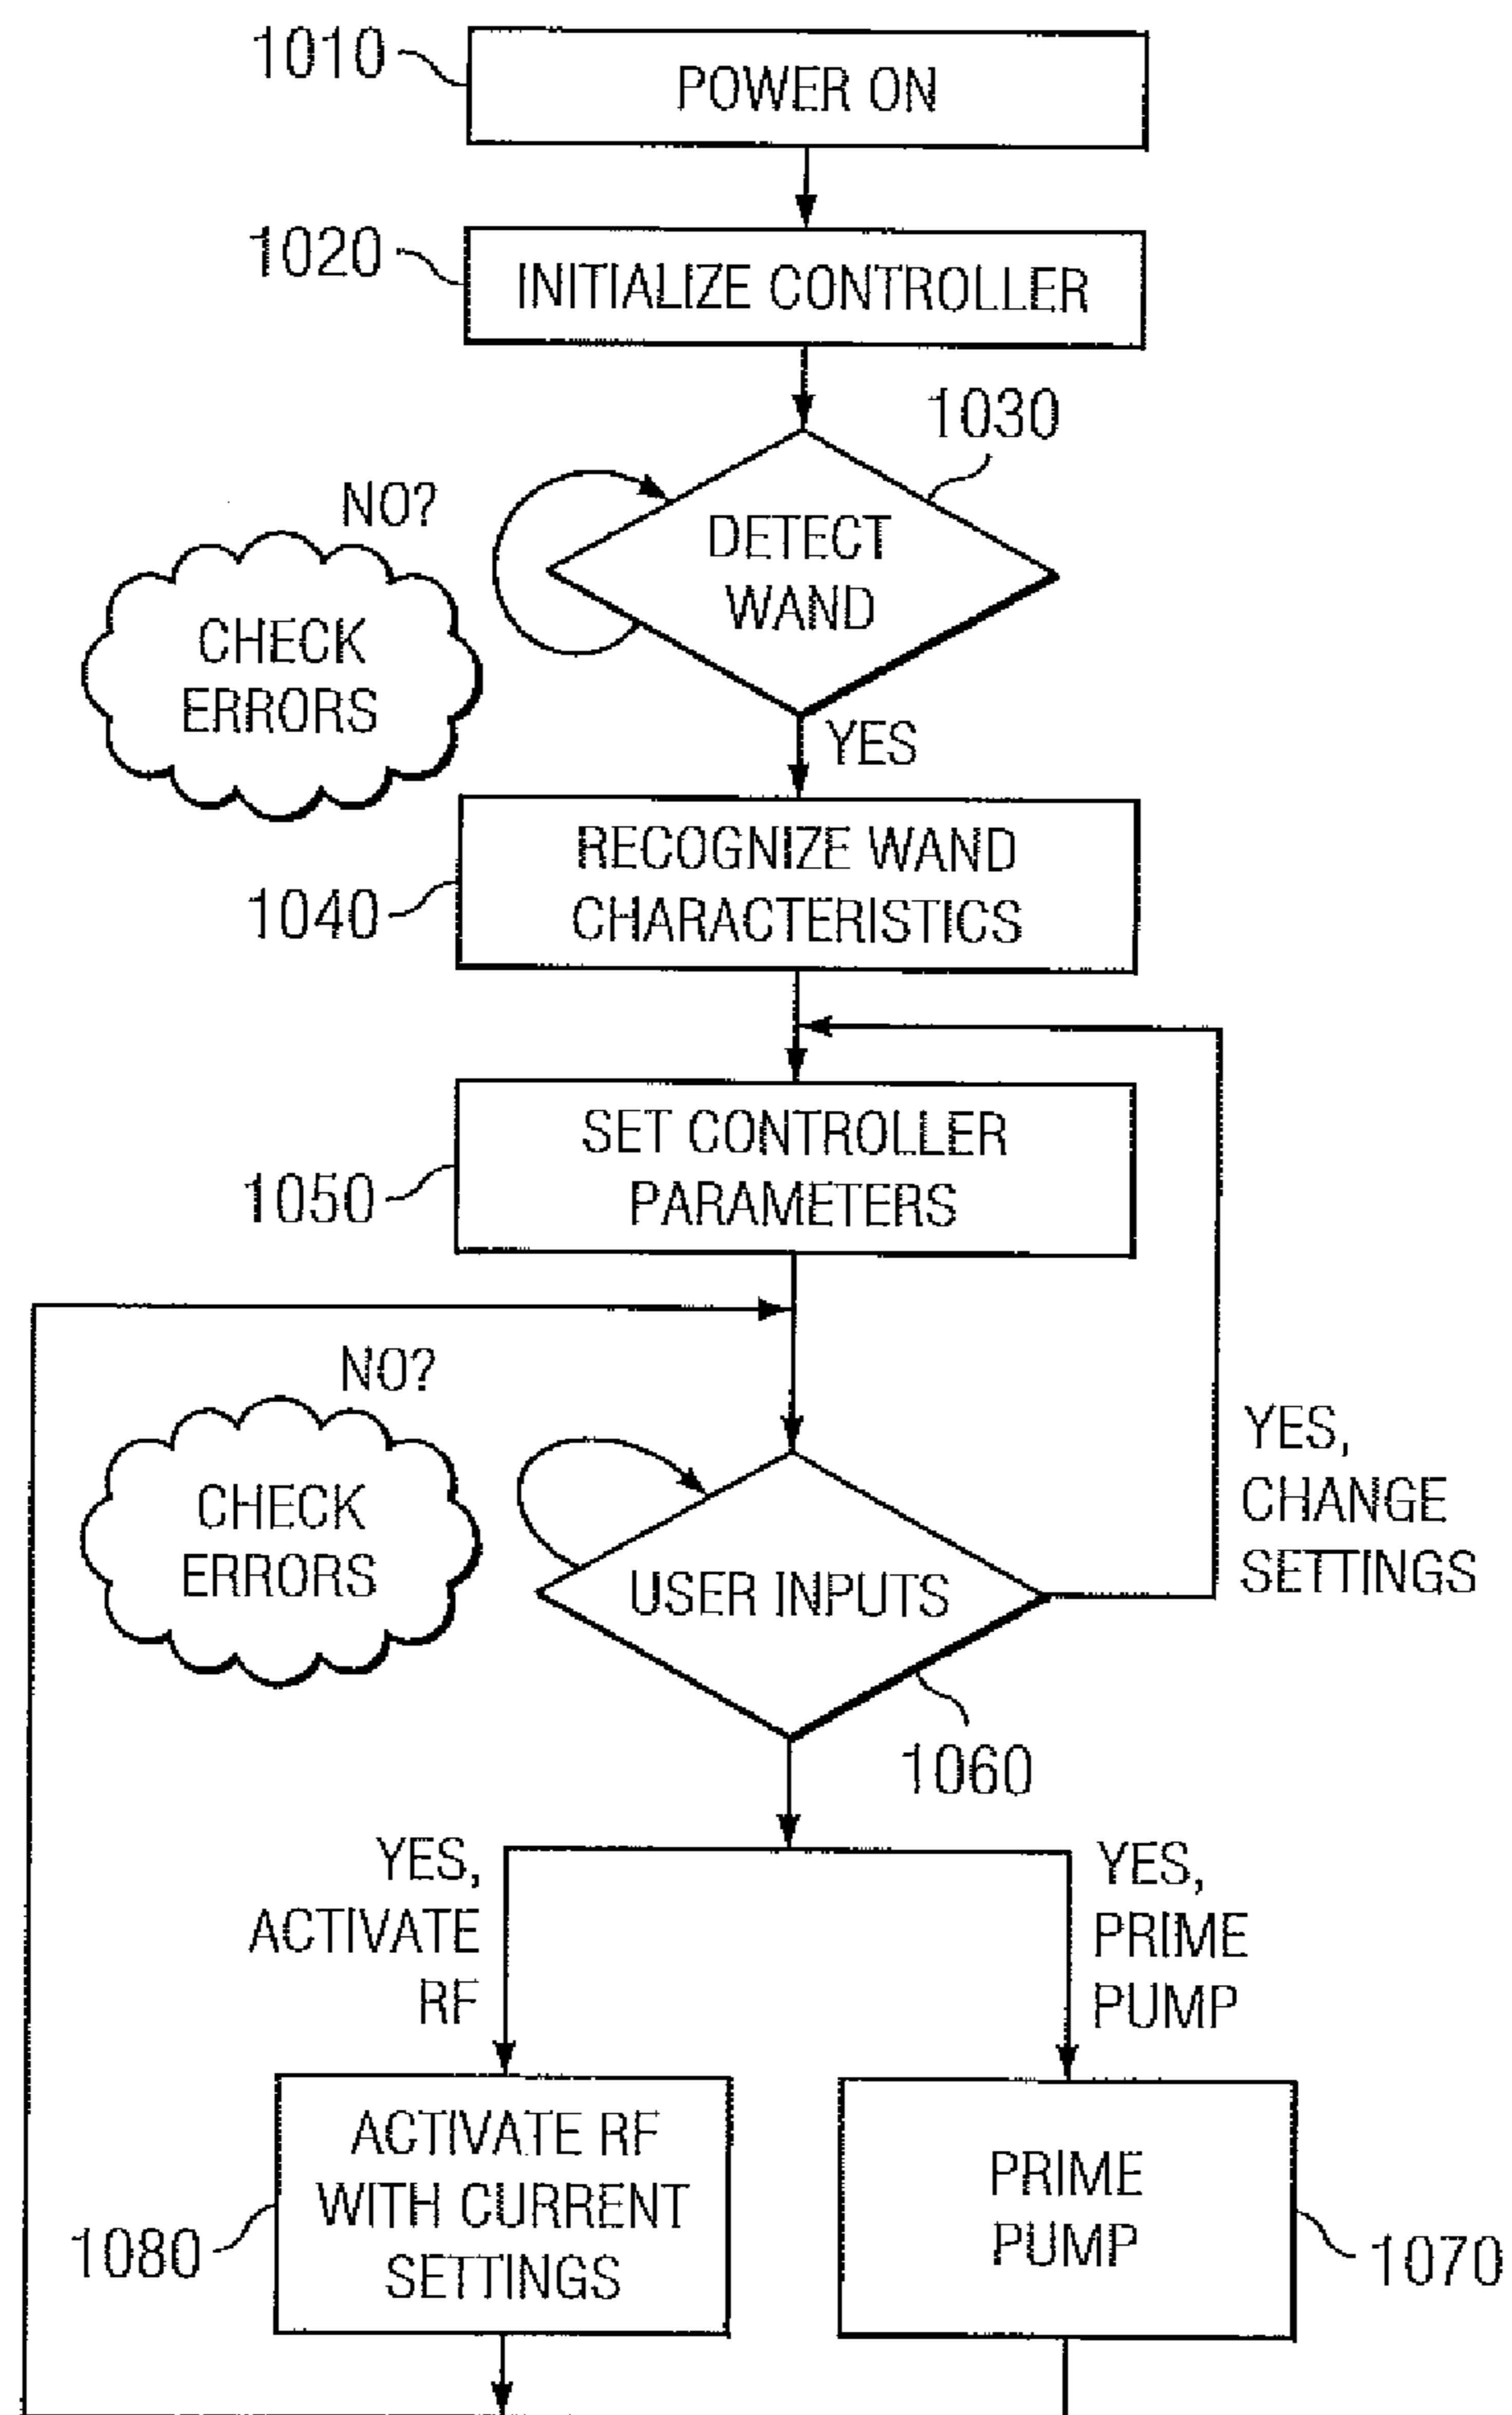 1010
POWER ON
1020
INITIALIZE CONTROLLER
1030
NO?
DETECT
WAND
CHECK
ERRORS
YES
RECOGNIZE WAND
CHARACTERISTICS
1040
SET CONTROLLER
PARAMETERS
1050
NO?
CHECK
ERRORS
USER INPUTS
YES,
CHANGE
SETTINGS
1060
YES,
ACTIVATE
RF
YES,
PRIME
PUMP
ACTIVATE RF
WITH CURRENT
SETTINGS
1080
PRIME
PUMP
1070